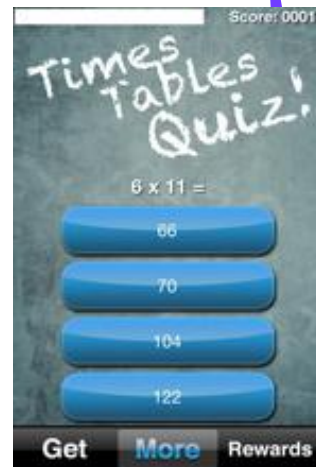 Score: 0001
Times
Tables
Quiz!
6 x 11 =
66
70
104
122
Get More Rewards